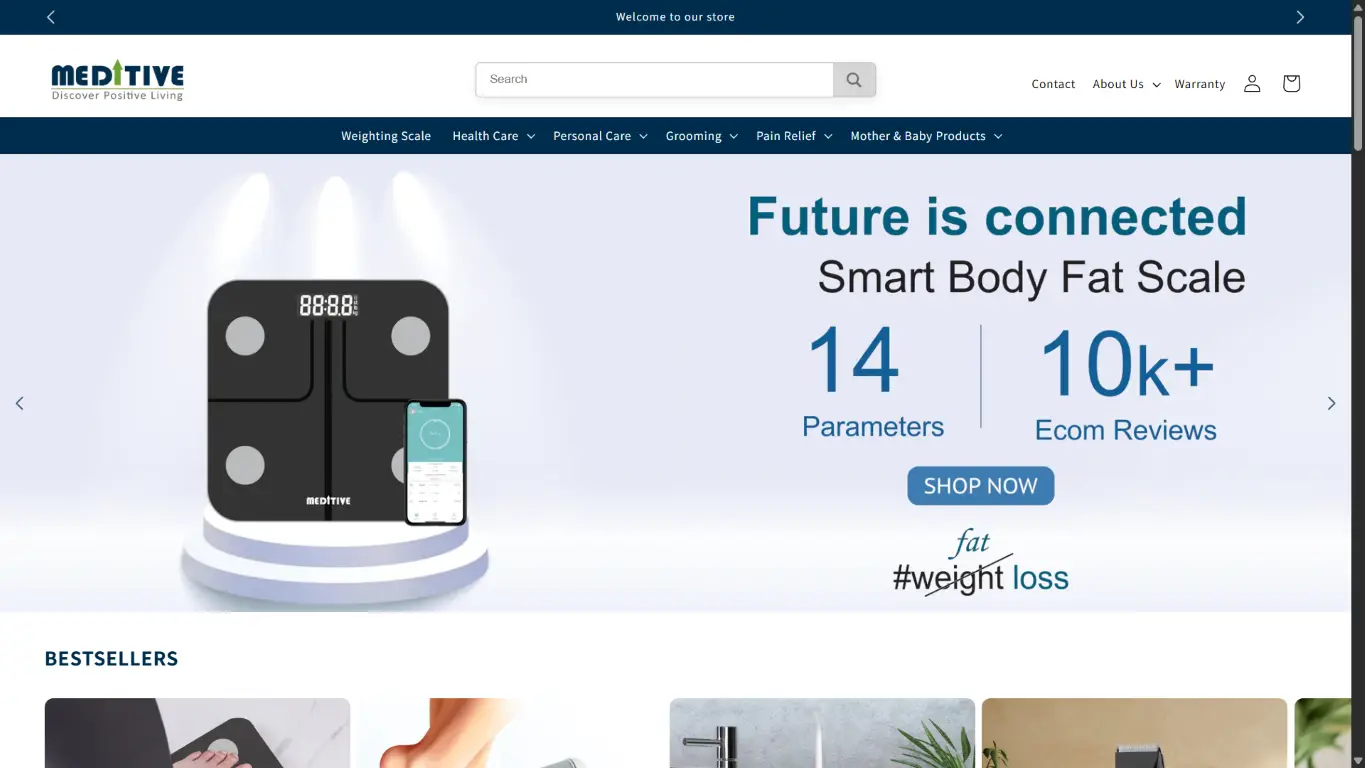 Welcome to our store
MEDITIVE
Discover Positive Living
Search
Contact
About Us
Warranty
Weighting Scale
Health Care
Personal Care
Grooming
Pain Relief
Mother & Baby Products
Future is connected
Smart Body Fat Scale
14
Parameters
10k+
Ecom Reviews
SHOP NOW
fat
#weight loss
88:8.8
MEDITIVE
BESTSELLERS